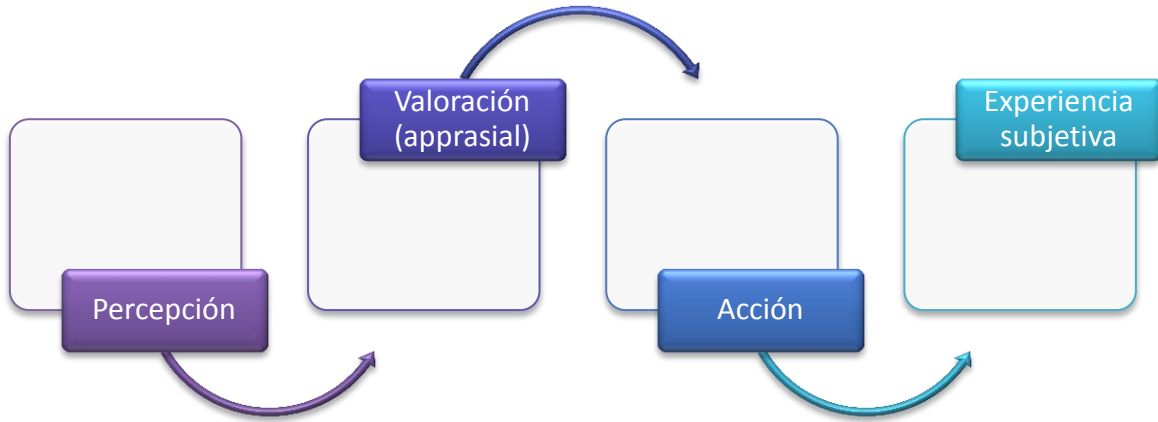 Percepción
Valoración
(apprasial)
Acción
Experiencia
subjetiva